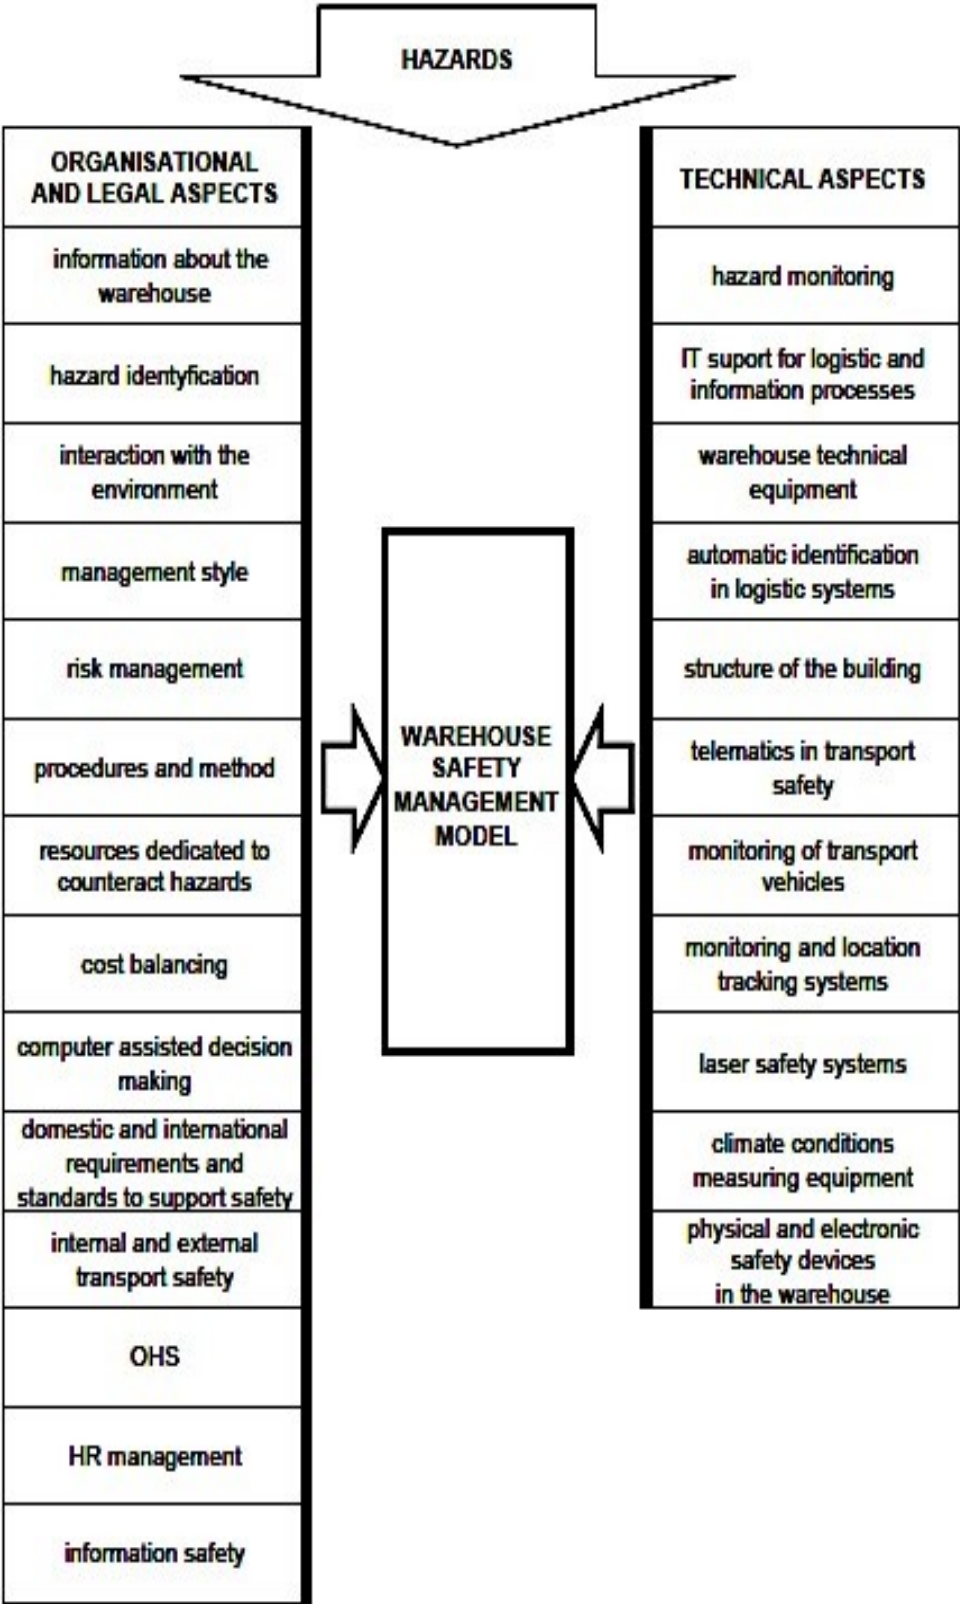 HAZARDS
ORGANISATIONAL
AND LEGAL ASPECTS
information about the
warehouse
hazard identyfication
interaction with the
environment
management style
risk management
procedures and method
resources dedicated to
counteract hazards
cost balancing
computer assisted decision
making
domestic and international
requirements and
standards to support safety
internal and external
transport safety
OHS
HR management
information safety
WAREHOUSE
SAFETY
MANAGEMENT
MODEL
TECHNICAL ASPECTS
hazard monitoring
IT suport for logistic and
information processes
warehouse technical
equipment
automatic identification
in logistic systems
structure of the building
telematics in transport
safety
monitoring of transport
vehicles
monitoring and location
tracking systems
laser safety systems
climate conditions
measuring equipment
physical and electronic
safety devices
in the warehouse